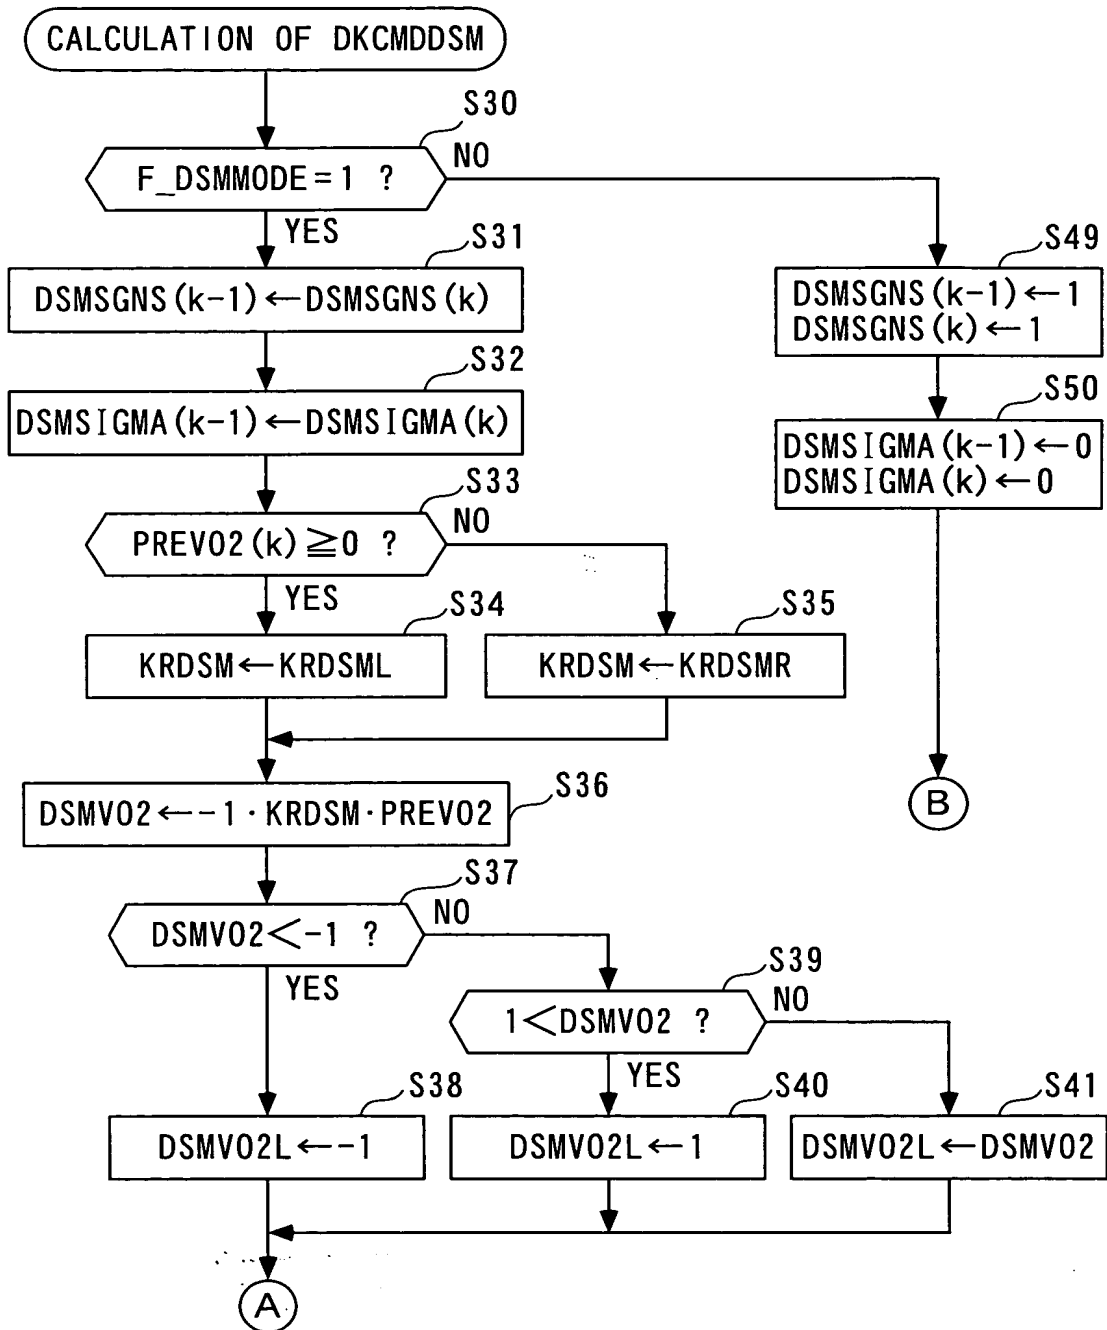 CALCULATION OF DKCMDDSM
S30
F_DSMMODE=1 ?
NO
YES
S31
DSMSGNS(k-1)←DSMSGNS(k)
S49
DSMSGNS(k-1)←1
DSMSGNS(k)←1
S32
DSMSIGMA(k-1)←DSMSIGMA(k)
S50
DSMSIGMA(k-1)←0
DSMSIGMA(k)←0
S33
PREVO2(k)≧0 ?
NO
YES
S34
KRDSM←KRDSML
S35
KRDSM←KRDSMR
S36
DSMVO2←-1·KRDSM·PREVO2
B
S37
DSMVO2<-1 ?
NO
YES
S39
1<DSMVO2 ?
NO
YES
S38
DSMVO2L←-1
S40
DSMVO2L←1
S41
DSMVO2L←DSMVO2
A